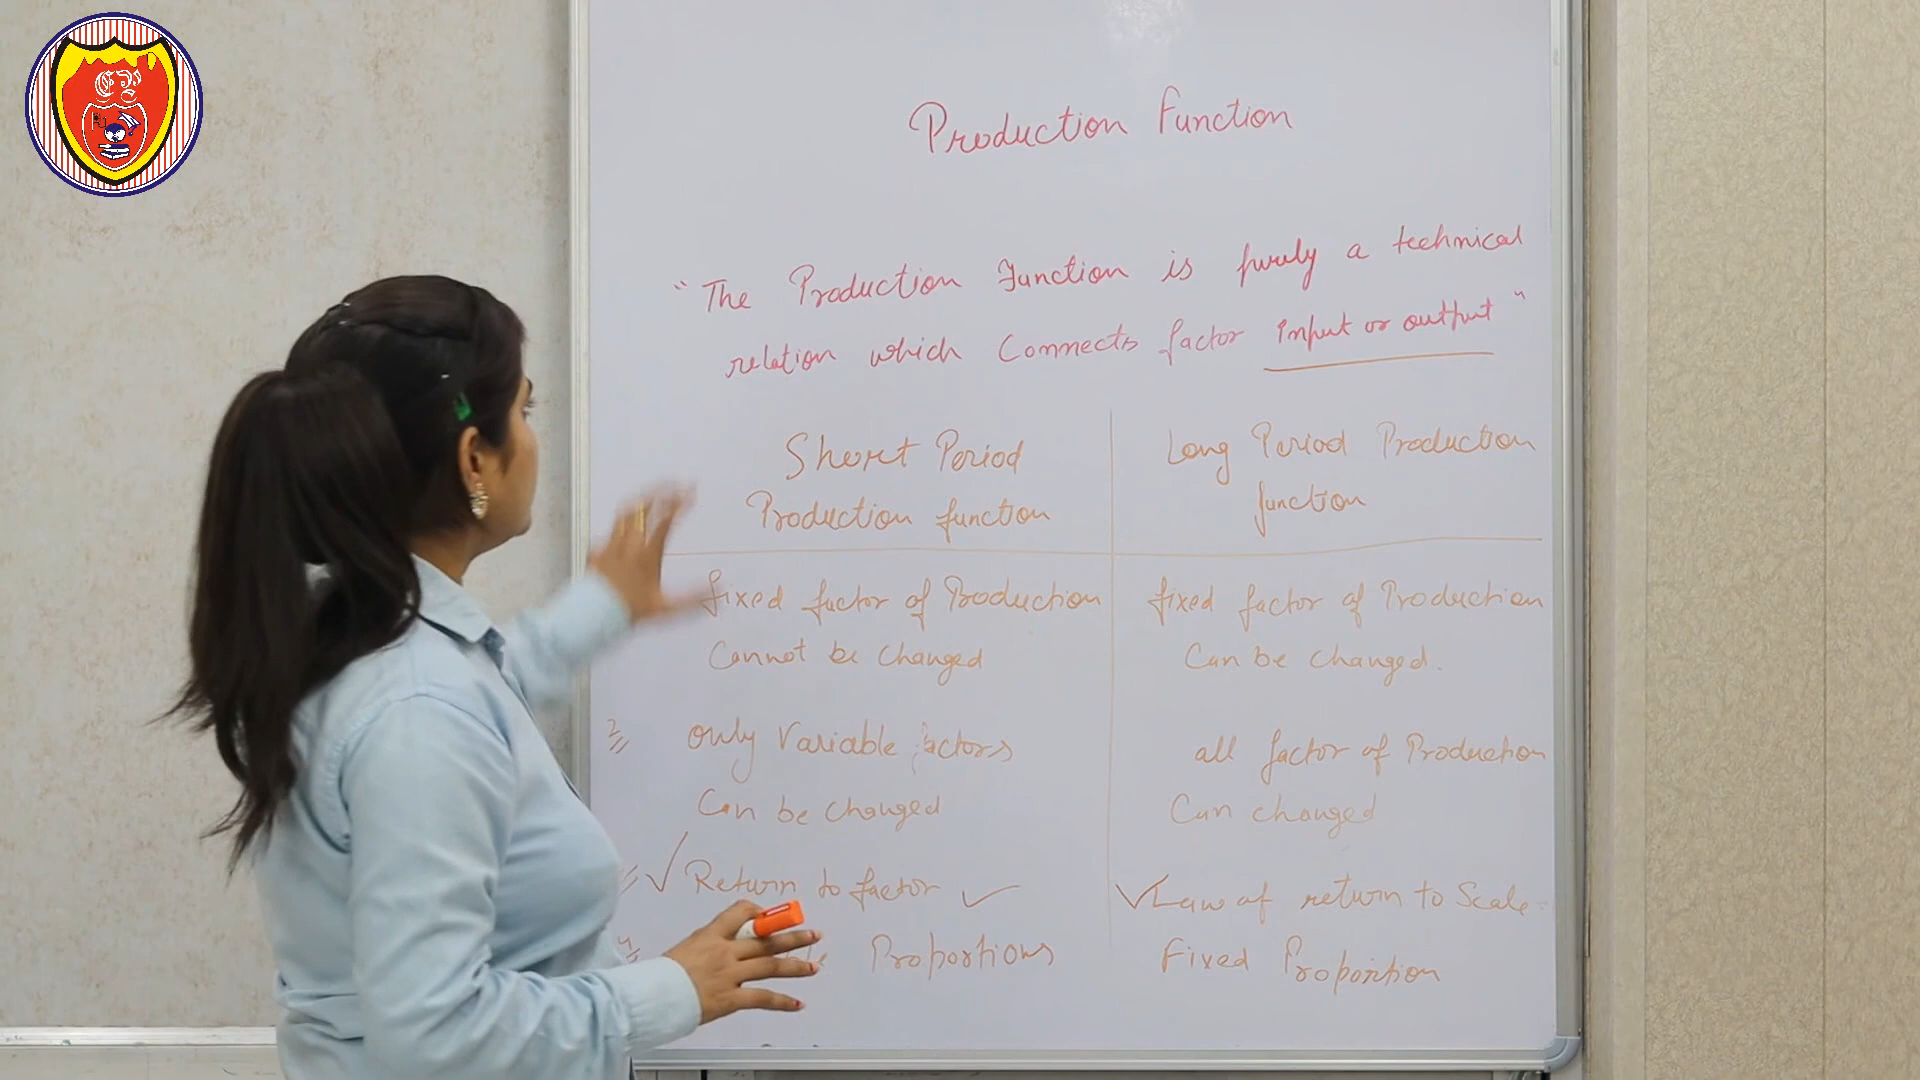 Production Function
"The Production Function is purely a technical
relation which Connects factor Input or output"
Short Period
Production function
Long Period Production
function
fixed factor of Production
Cannot be Changed
fixed factor of Production
Can be changed.
2 only Variable factors
Can be changed
all factor of Production
Can changed
Return to factor
Law of return to Scale
4 Proportions
Fixed Proportion